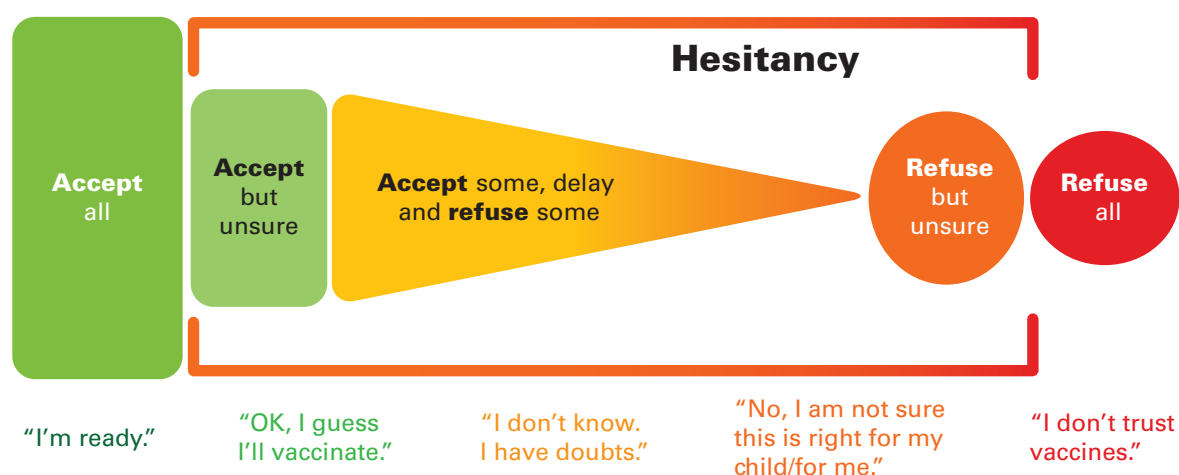 Hesitancy
Accept
all
Accept
but
unsure
Accept some, delay
and refuse some
Refuse
but
unsure
Refuse
all
“I’m ready.”
“OK, I guess
I’ll vaccinate.”
“I don’t know.
I have doubts.”
“No, I am not sure
this is right for my
child/for me.”
“I don’t trust
vaccines.”